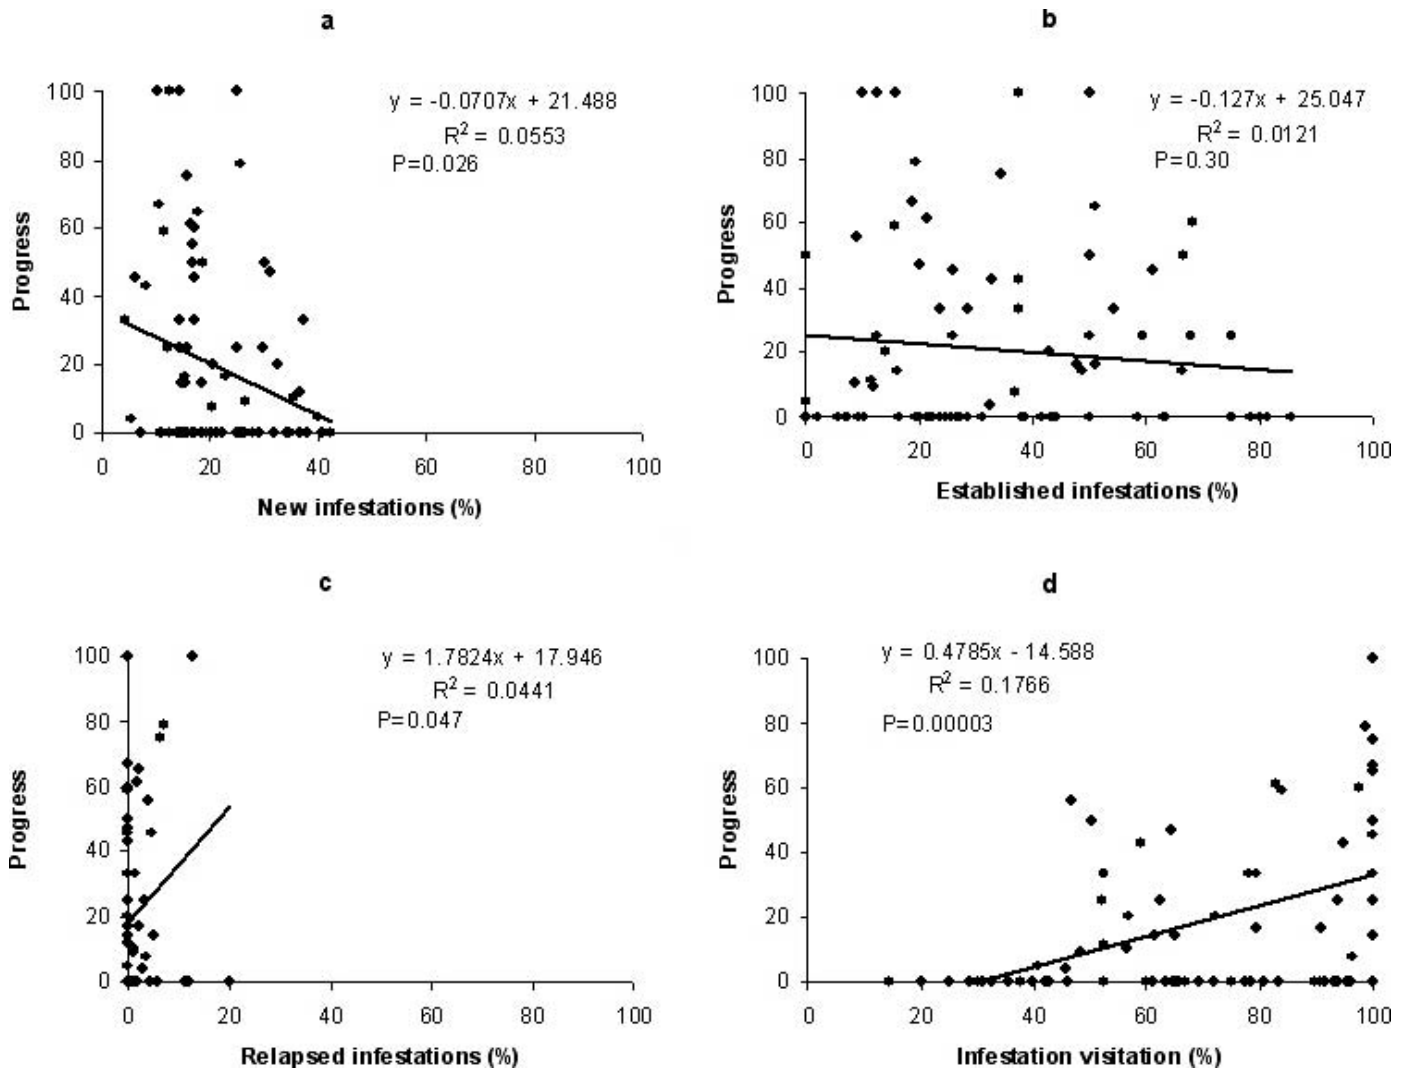 a
y = -0.0707x + 21.488
R² = 0.0553
P=0.026
100
80
60
40
20
0
Progress
0 20 40 60 80 100
New infestations (%)
b
y = -0.127x + 25.047
R² = 0.0121
P=0.30
100
80
60
40
20
0
Progress
0 20 40 60 80 100
Established infestations (%)
c
y = 1.7824x + 17.946
R² = 0.0441
P=0.047
100
80
60
40
20
0
Progress
0 20 40 60 80 100
Relapsed infestations (%)
d
y = 0.4785x - 14.588
R² = 0.1766
P=0.00003
100
80
60
40
20
0
Progress
0 20 40 60 80 100
Infestation visitation (%)